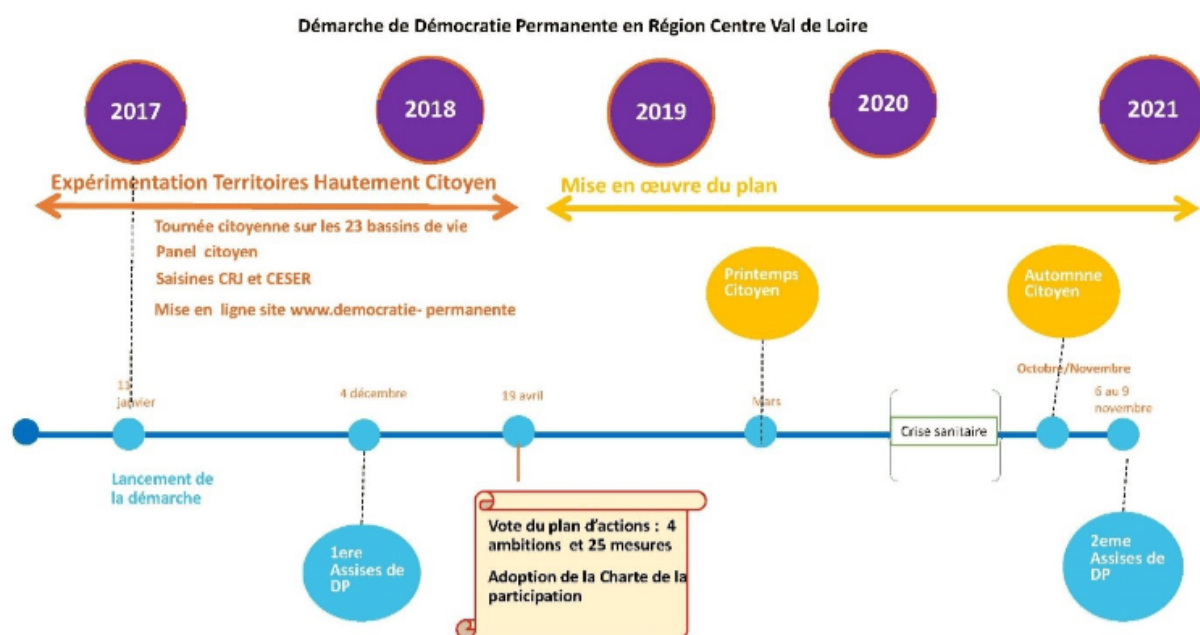 Démarche de Démocratie Permanente en Région Centre Val de Loire
2017
2018
2019
2020
2021
Expérimentation Territoires Hautement Citoyen
Mise en œuvre du plan
Tournée citoyenne sur les 23 bassins de vie
Panel citoyen
Saisines CRJ et CESER
Mise en ligne site www.democratie- permanente
Printemps
Citoyen
Automnne
Citoyen
11
janvier
4 décembre
19 avril
Mars
Octobre/Novembre
6 au 9
novembre
Crise sanitaire
Lancement de
la démarche
1ere
Assises de
DP
Vote du plan d'actions : 4
ambitions et 25 mesures
Adoption de la Charte de la
participation
2eme
Assises de
DP